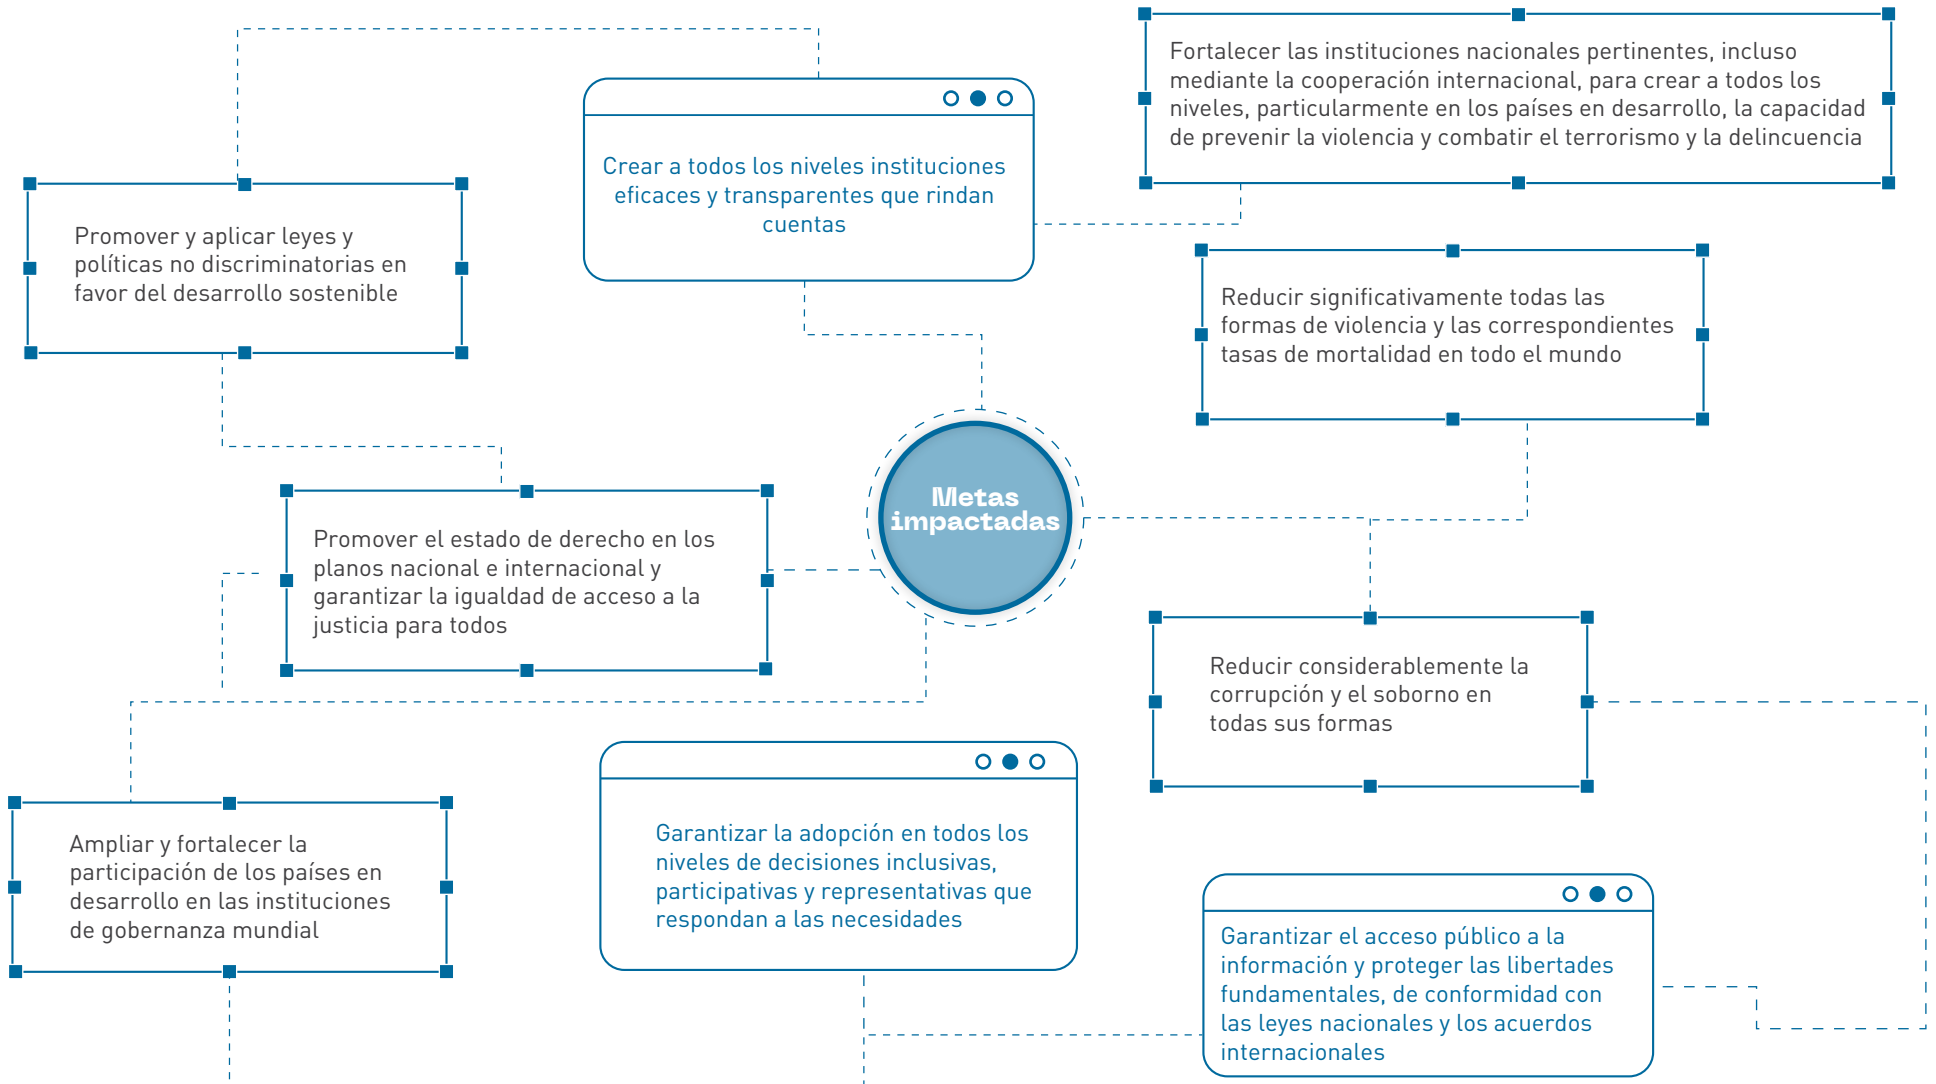 Fortalecer las instituciones nacionales pertinentes, incluso
mediante la cooperación internacional, para crear a todos los
niveles, particularmente en los países en desarrollo, la capacidad
de prevenir la violencia y combatir el terrorismo y la delincuencia
Crear a todos los niveles instituciones
eficaces y transparentes que rindan
cuentas
Promover y aplicar leyes y
políticas no discriminatorias en
favor del desarrollo sostenible
Reducir significativamente todas las
formas de violencia y las correspondientes
tasas de mortalidad en todo el mundo
Metas
impactadas
Promover el estado de derecho en los
planos nacional e internacional y
garantizar la igualdad de acceso a la
justicia para todos
Reducir considerablemente la
corrupción y el soborno en
todas sus formas
Ampliar y fortalecer la
participación de los países en
desarrollo en las instituciones
de gobernanza mundial
Garantizar la adopción en todos los
niveles de decisiones inclusivas,
participativas y representativas que
respondan a las necesidades
Garantizar el acceso público a la
información y proteger las libertades
fundamentales, de conformidad con
las leyes nacionales y los acuerdos
internacionales